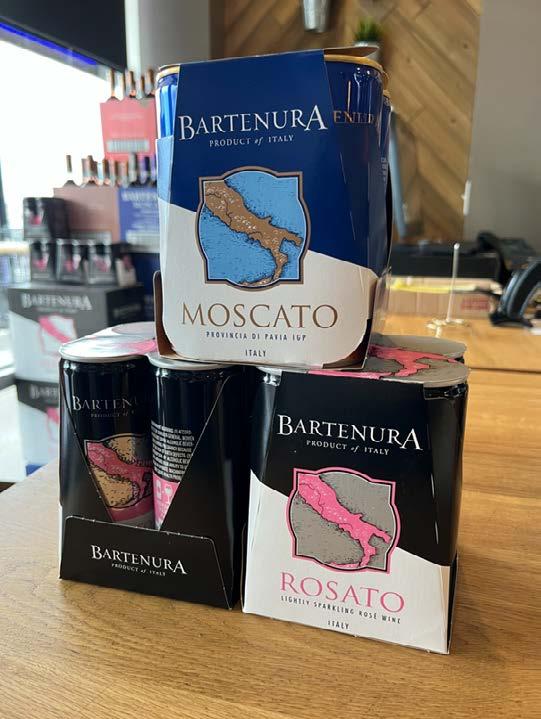 BARTENURA
PRODUCT of ITALY
MOSCATO
PROVINCIA DI PAVIA IGP
ITALY
BARTENURA
BARTENURA
PRODUCT of ITALY
ROSATO
LIGHTLY SPARKLING ROSÉ WINE
ITALY
BARTENURA
PRODUCT of ITALY